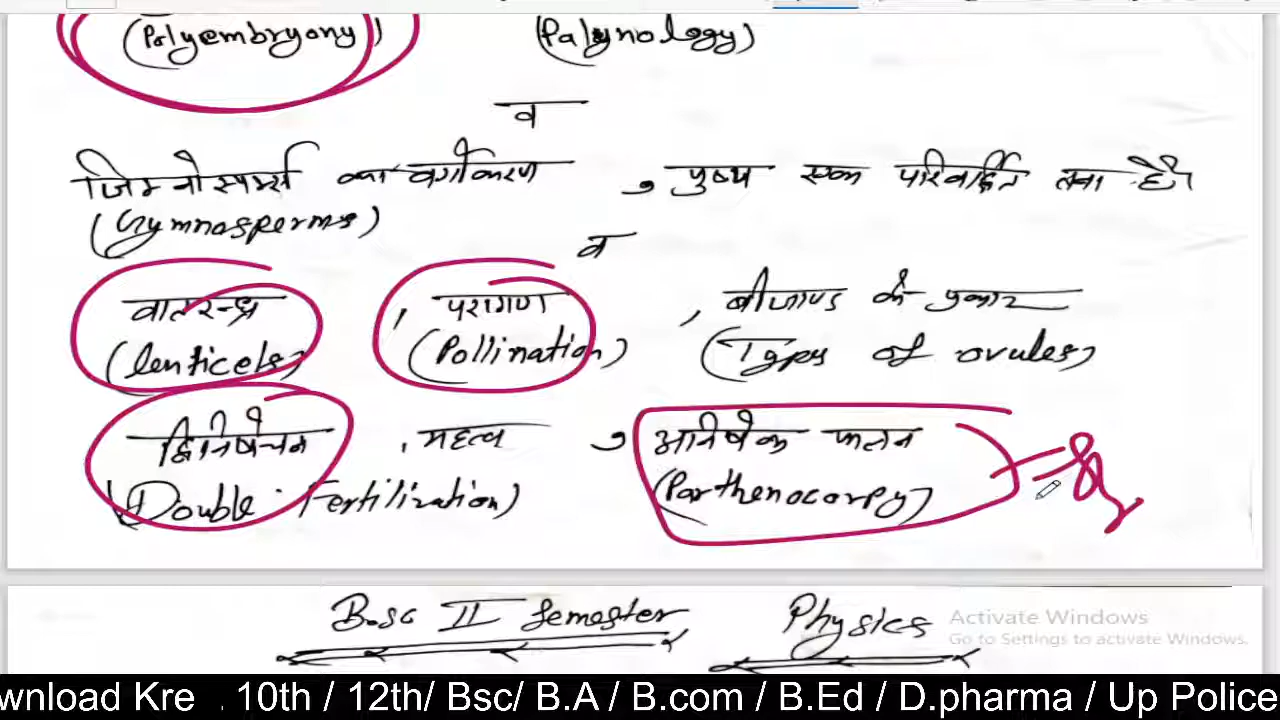 (Polyembryony) (Palynology)
व
जिम्नोस्पर्म्स का वर्गीकरण , पुष्प एक परिवर्द्धित तना है।
(Gymnosperms)
व
वातरन्ध्र , परागण , बीजाण्ड के प्रकार
(lenticels) (Pollination) (Types of ovules)
द्विनिषेचन , महत्व , अनिषेक फलन
(Double Fertilization) (Parthenocarpy)
B.sc II Semester Physics
Activate Windows
Go to Settings to activate Windows.
wnload Kre . 10th / 12th/ Bsc/ B.A / B.com / B.Ed / D.pharma / Up Police